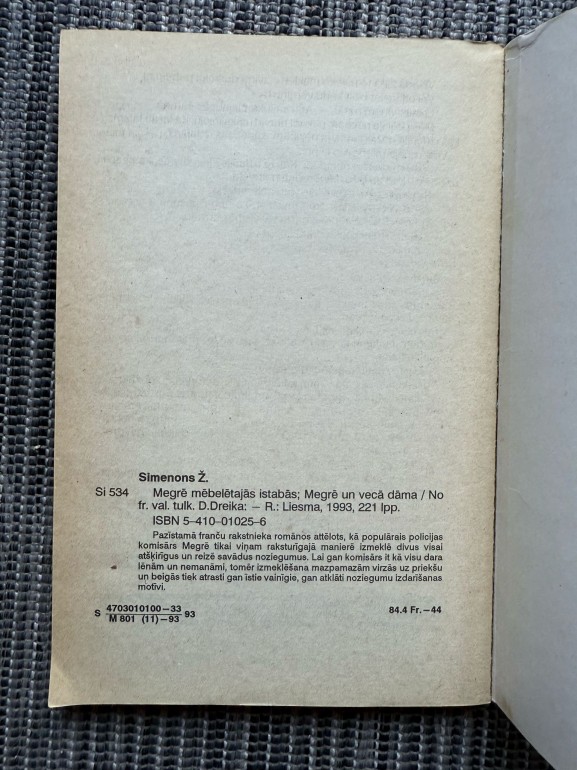 Simenons Ž.
Si 534 Megrē mēbelētajās istabās; Megrē un vecā dāma / No
fr. val. tulk. D.Dreika: — R.: Liesma, 1993, 221 lpp.
ISBN 5—410—01025—6
Pazīstamā franču rakstnieka romānos attēlots, kā populārais policijas
komisārs Megrē tikai viņam raksturīgajā manierē izmeklē divus visai
atšķirīgus un reizē savādus noziegumus. Lai gan komisārs it kā visu dara
lēnām un nemanāmi, tomēr izmeklēšana mazpamazām virzās uz priekšu
un beigās tiek atrasti gan īstie vainīgie, gan atklāti noziegumu izdarīšanas
motīvi.
S 4703010100—33 93 84.4 Fr.—44
M 801 (11)—93